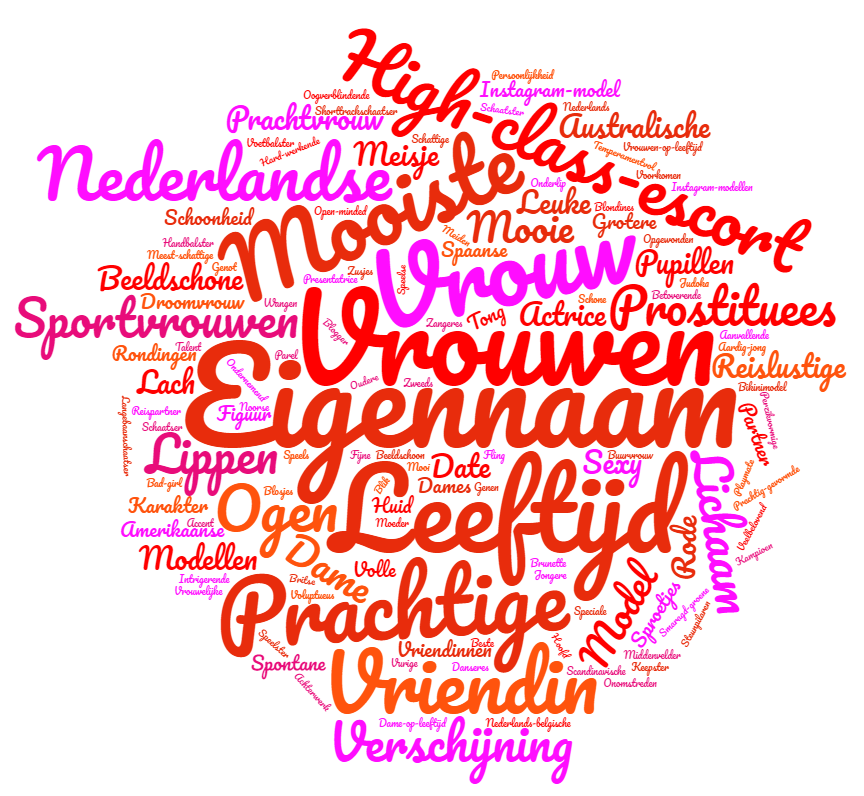 High-class-escort
Persoonlijkheid
Instagram-model
Oogverblindende
Shorttrackschaatser
Schaatster
Nederlands
Prachtvrouw
Australische
Voetbalster
Hard-werkende
Schattige
Meisje
Vrouwen-op-leeftijd
Temperamentvol
Voorkomen
Nederlandse
Mooiste
Onderlip
Instagram-modellen
Leuke
Blondines
Schoonheid
Open-minded
Mooie
Grotere
Meiden
Opgewonden
Handbalster
Meest-schattige
Genot
Vrouw
Spaanse
Pupillen
Beeldschone
Presentatrice
Zusjes
Speelse
Judoka
Betoverende
Droomvrouw
Wangen
Schone
Sportvrouwen
Vrouwen
Blogger
Zangeres
Tong
Actrice
Prostituees
Talent
Parel
Aanvallende
Aardig-jong
Rondingen
Reislustige
Lach
Ondernemend
Oudere
Zweeds
Bikinimodel
Langebaanschaatser
Reispartner
Schaatser
Figuur
Noorse
Eigennaam
Partner
Perzikvormige
Lippen
Speels
Fijne
Beeldschoon
Mooi
Date
Fling
Buurvrouw
Sexy
Bad-girl
Blosjes
Blik
Dames
Genen
Lichaam
Playmate
Prachtig-gevormde
Karakter
Ogen
Huid
Leeftijd
Amerikaanse
Accent
Moeder
Rode
Veelbelovend
Kampioen
Modellen
Dame
Volle
Brunette
Jongere
Intrigerende
Vrouwelijke
Britse
Voluptueus
Model
Sproetjes
Smaragd-groene
Steunpilaren
Prachtige
Speciale
Speelster
Vriendinnen
Beste
Hoofd
Middenvelder
Spontane
Vurige
Danseres
Scandinavische
Keepster
Achterwerk
Vriendin
Onomstreden
Dame-op-leeftijd
Nederlands-belgische
Verschijning